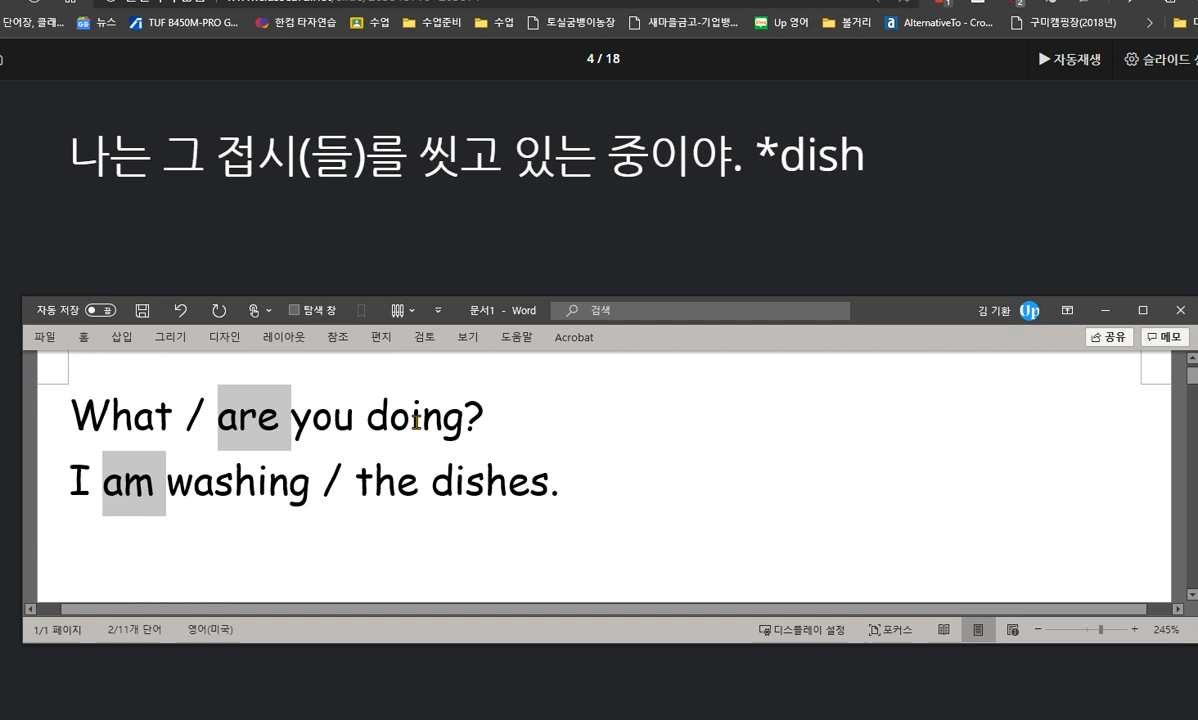 단어장, 클래... 뉴스 TUF B450M-PRO G... 한컴 타자연습 수업 수업준비 수업 토실굼뱅이농장 새마을금고-기업뱅... Up 영어 볼거리 AlternativeTo - Cro... 구미캠핑장(2018년)
4 / 18
자동재생 슬라이드
나는 그 접시(들)를 씻고 있는 중이야. *dish
자동 저장 끔 탐색 창 문서1 - Word 검색 김 기환 Up
파일 홈 삽입 그리기 디자인 레이아웃 참조 편지 검토 보기 도움말 Acrobat 공유 메모
What / are you doing?
I am washing / the dishes.
1/1 페이지 2/11개 단어 영어(미국) 디스플레이 설정 포커스 245%